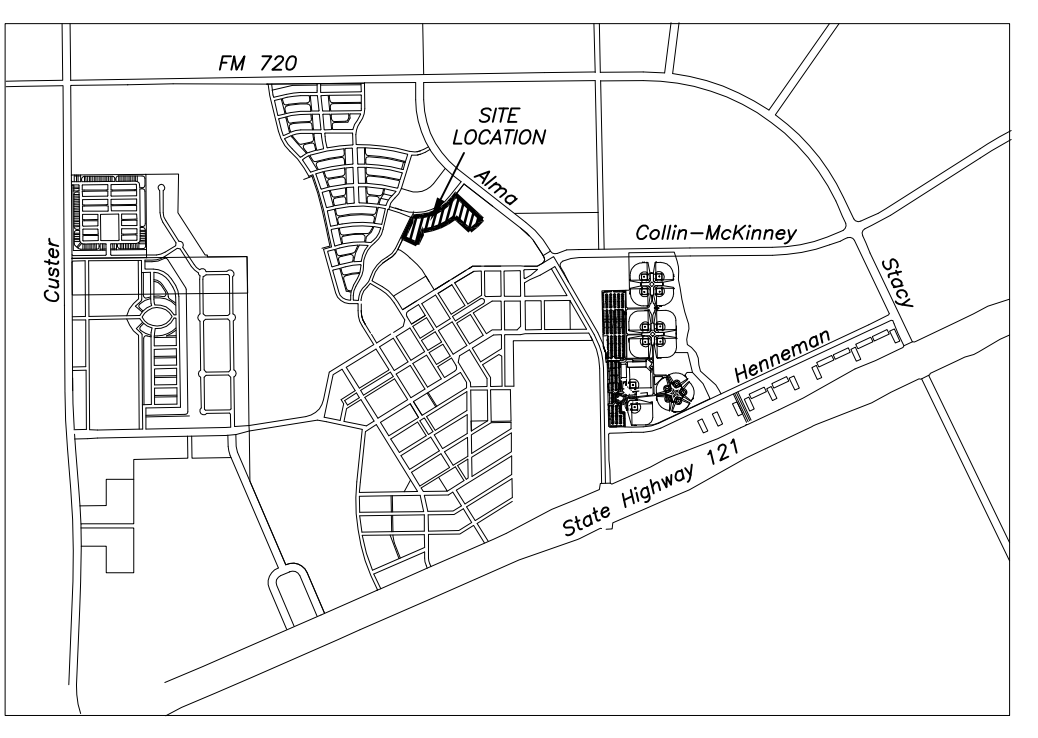 FM 720
SITE
LOCATION
Alma
Collin-McKinney
Custer
Stacy
Henneman
State Highway 121